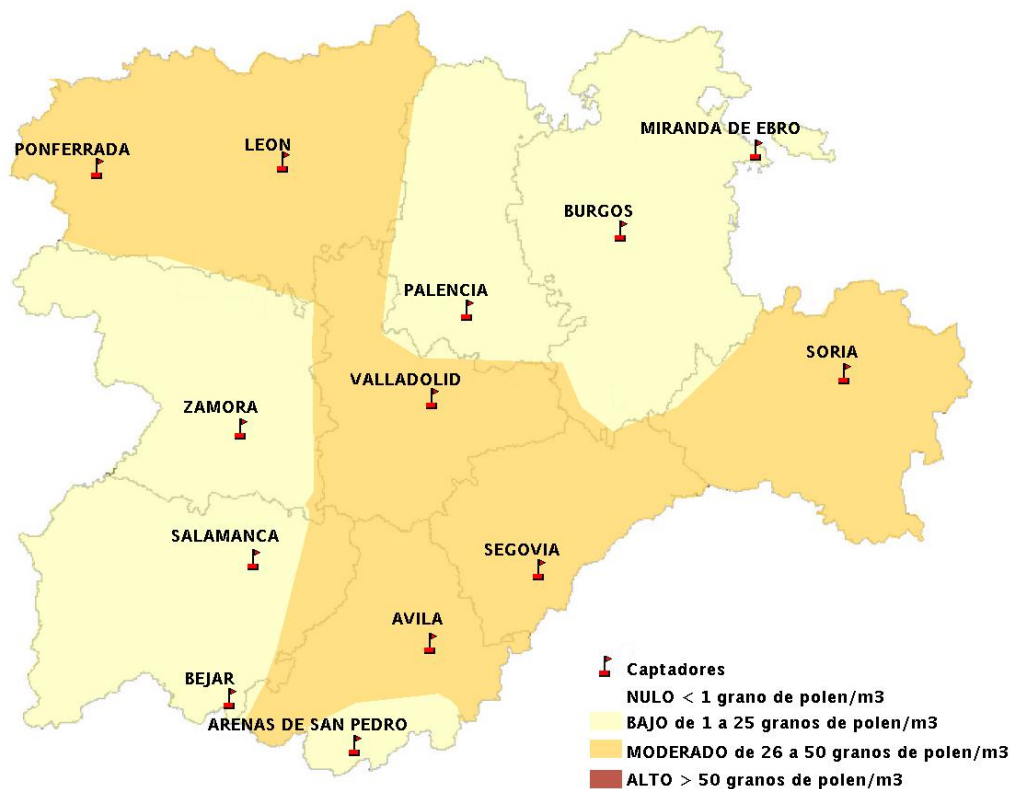 MIRANDA DE EBRO
PONFERRADA
LEON
BURGOS
PALENCIA
SORIA
VALLADOLID
ZAMORA
SALAMANCA
SEGOVIA
AVILA
BEJAR
ARENAS DE SAN PEDRO
Captadores
NULO < 1 grano de polen/m3
BAJO de 1 a 25 granos de polen/m3
MODERADO de 26 a 50 granos de polen/m3
ALTO > 50 granos de polen/m3